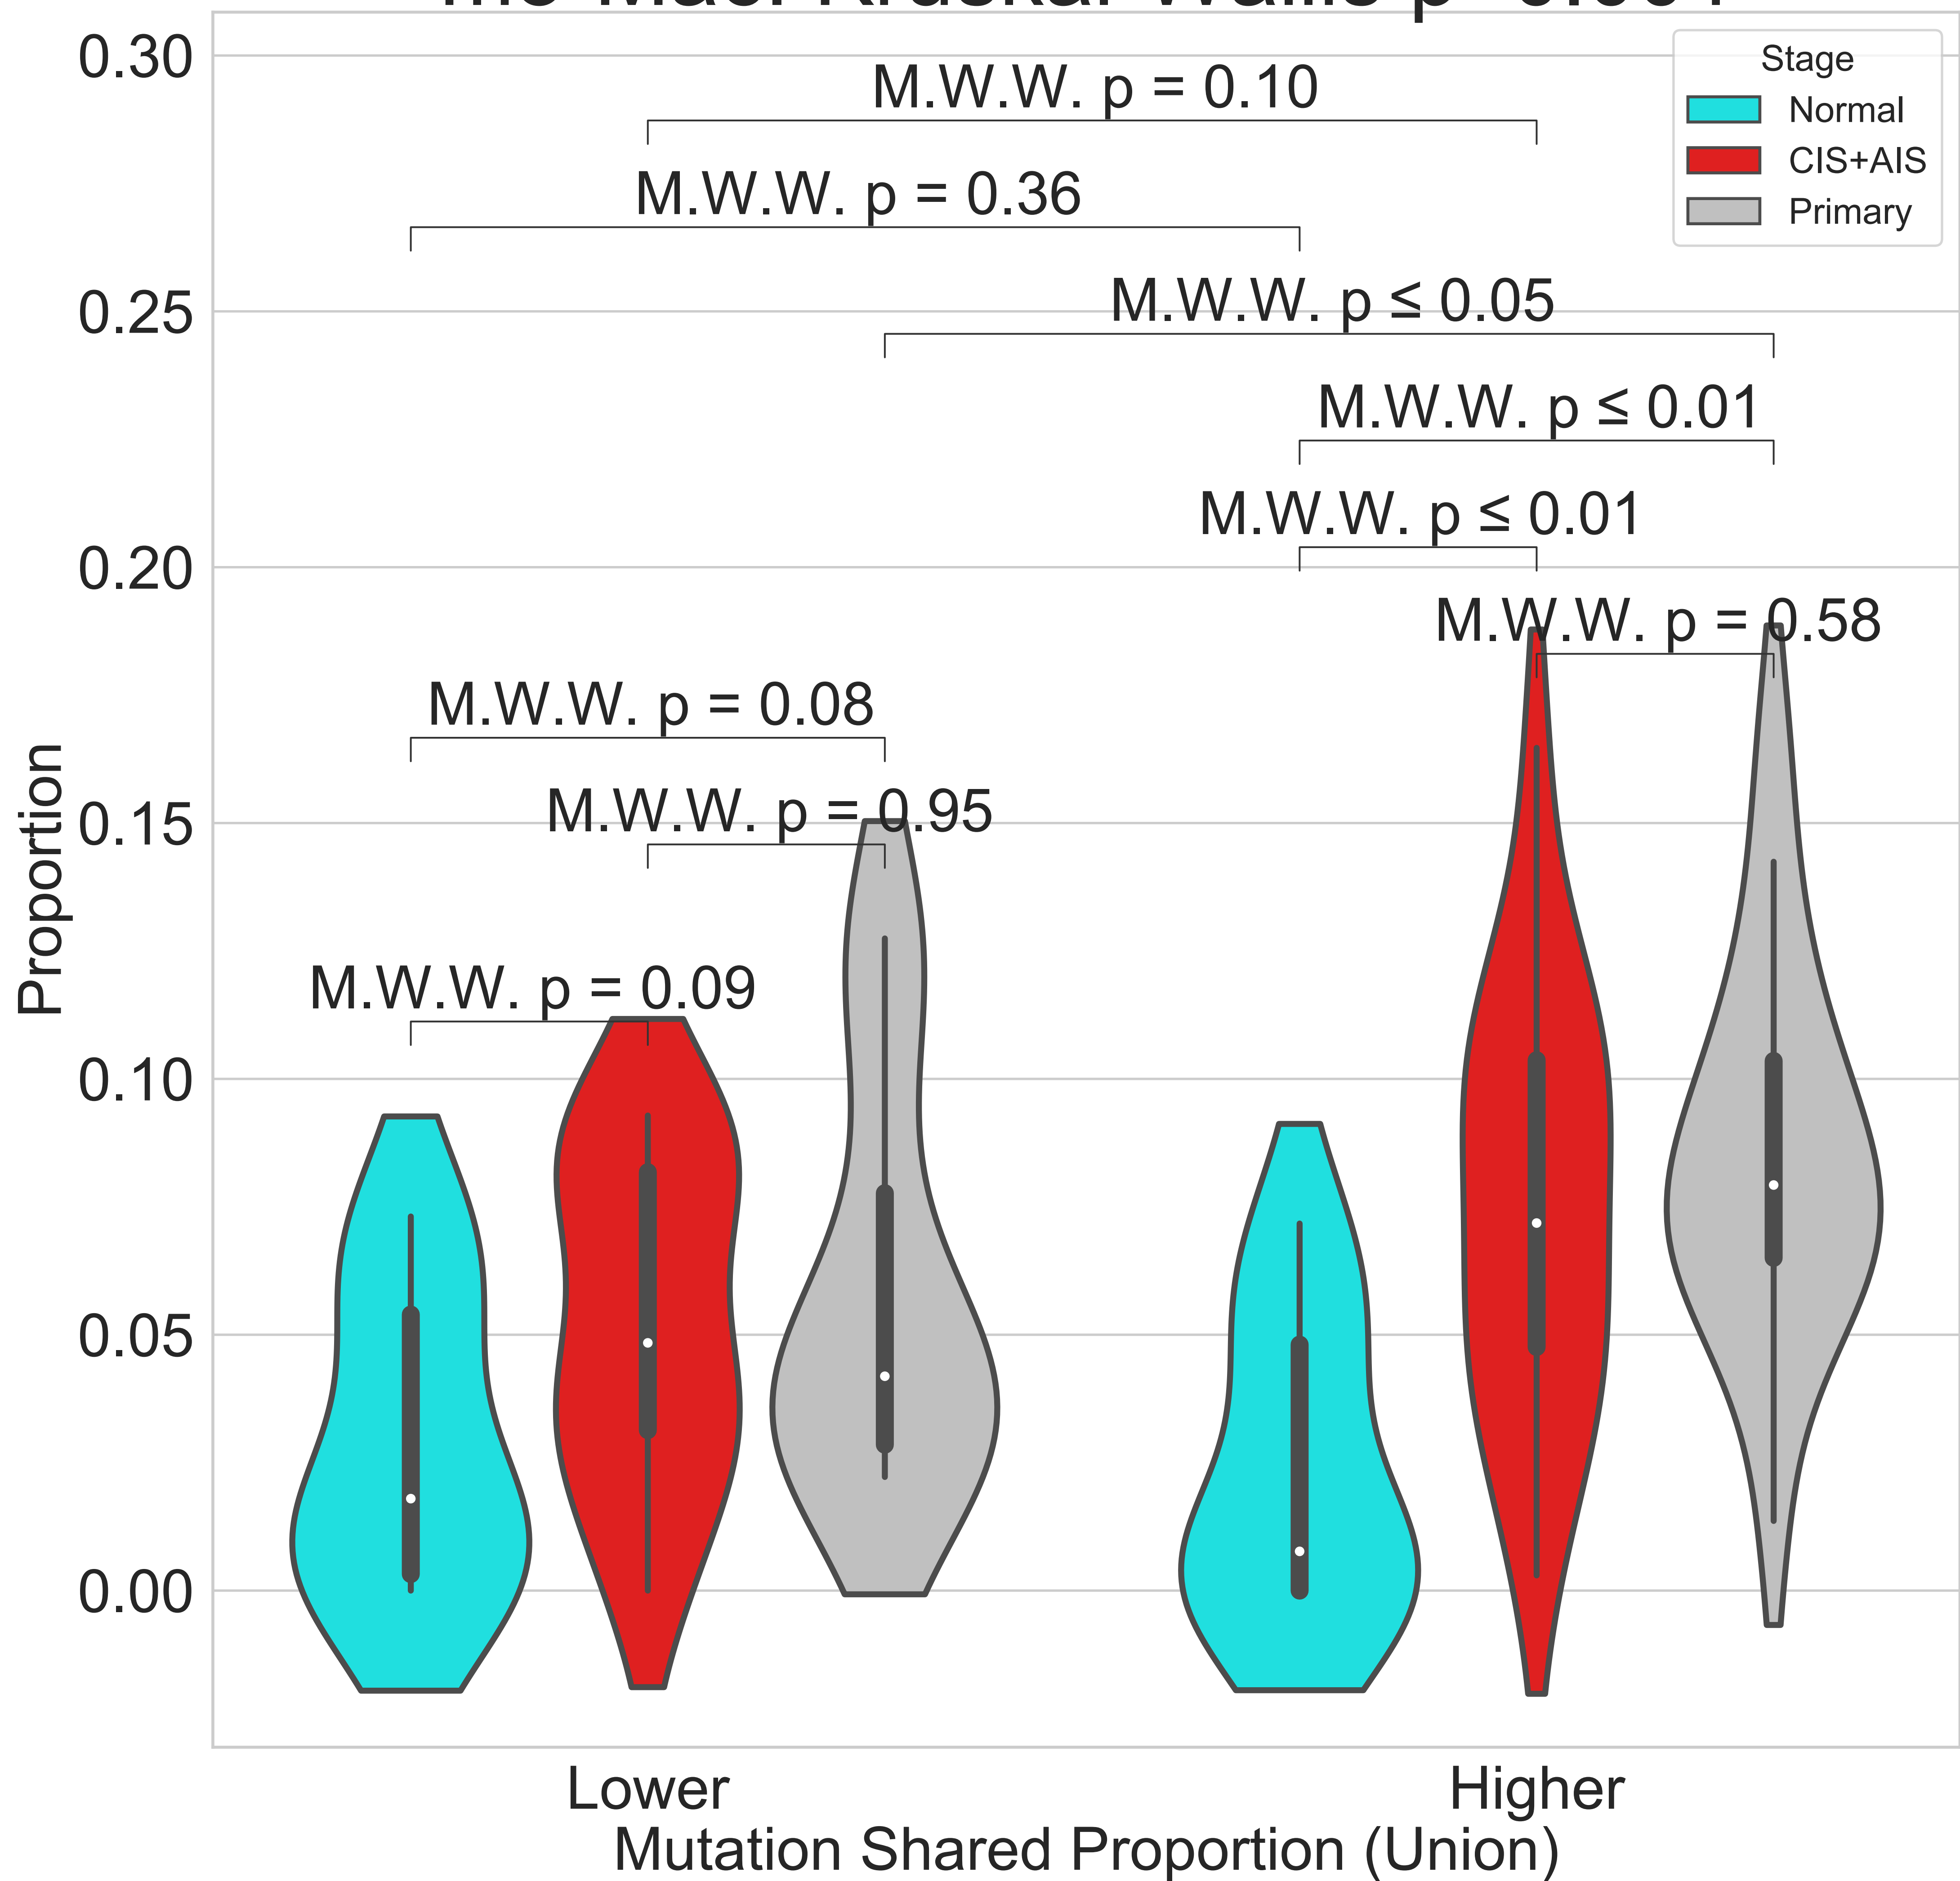 0.30
0.25
0.20
0.15
0.10
0.05
0.00
Proportion
Stage
Normal
CIS+AIS
Primary
M.W.W. p = 0.10
M.W.W. p = 0.36
M.W.W. p ≤ 0.05
M.W.W. p ≤ 0.01
M.W.W. p ≤ 0.01
M.W.W. p = 0.58
M.W.W. p = 0.08
M.W.W. p = 0.95
M.W.W. p = 0.09
Lower
Higher
Mutation Shared Proportion (Union)